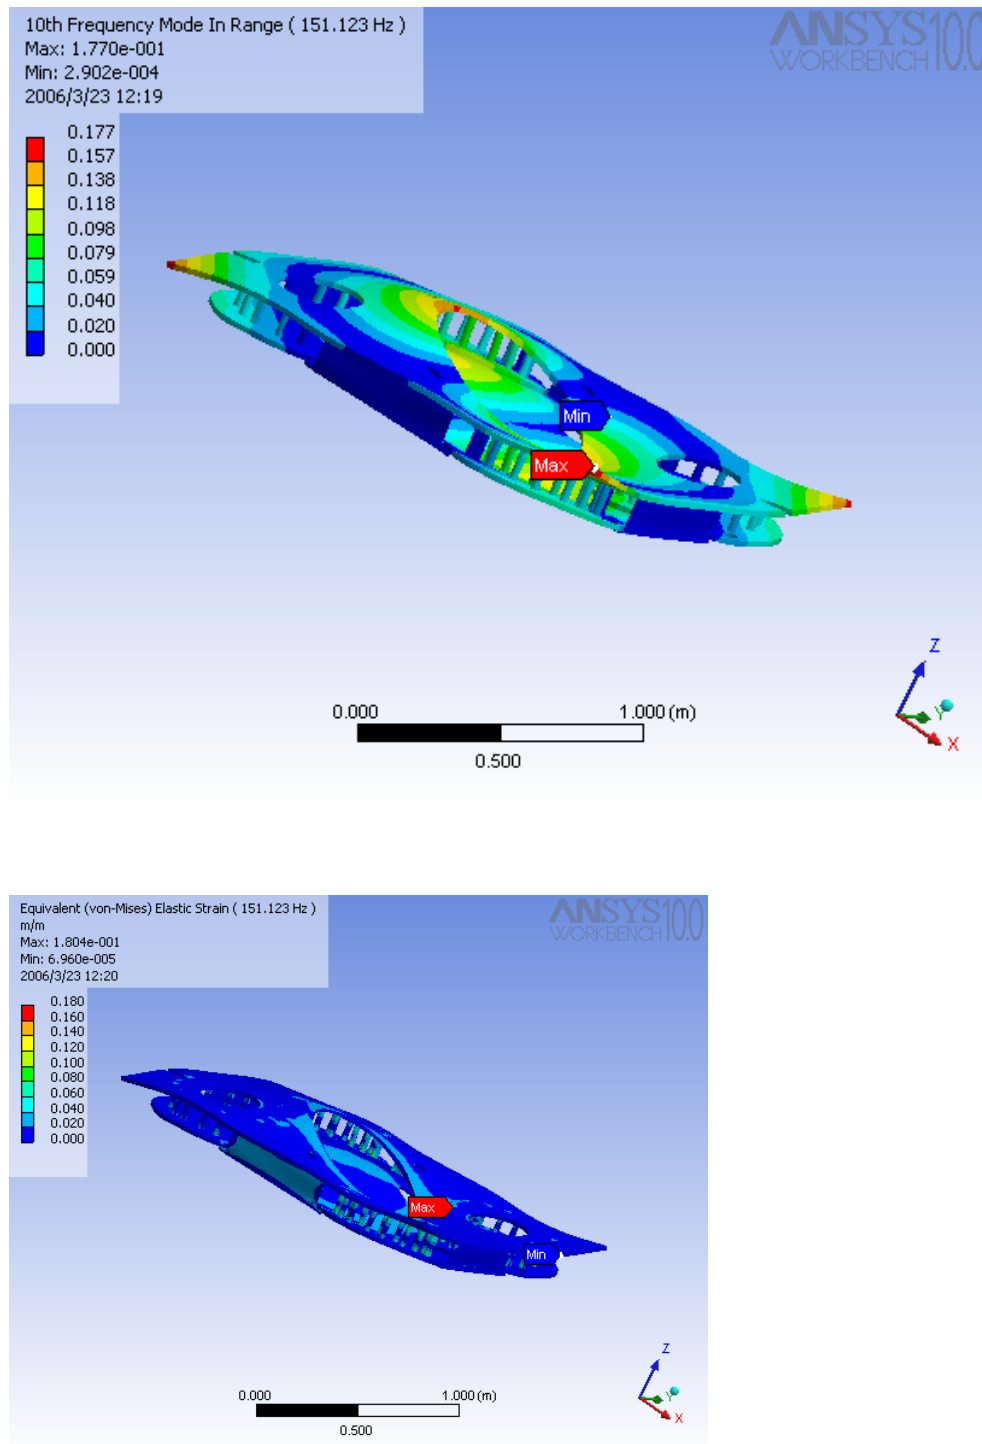 10th Frequency Mode In Range ( 151.123 Hz )
Max: 1.770e-001
Min: 2.902e-004
2006/3/23 12:19
ANSYS 10.0
WORKBENCH
0.177
0.157
0.138
0.118
0.098
0.079
0.059
0.040
0.020
0.000
Min
Max
Z
Y
X
0.000
1.000 (m)
0.500
Equivalent (von-Mises) Elastic Strain ( 151.123 Hz )
m/m
Max: 1.804e-001
Min: 6.960e-005
2006/3/23 12:20
ANSYS 10.0
WORKBENCH
0.180
0.160
0.140
0.120
0.100
0.080
0.060
0.040
0.020
0.000
Max
Min
Z
Y
X
0.000
1.000 (m)
0.500